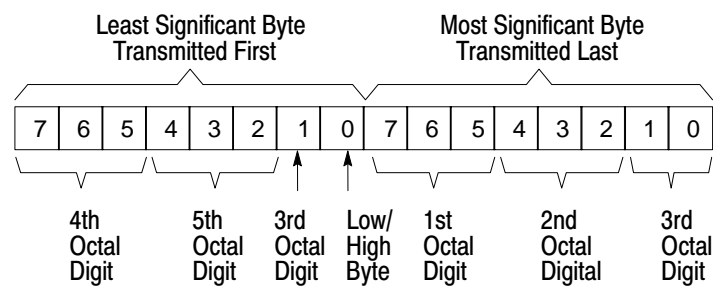 Least Significant Byte
Transmitted First
Most Significant Byte
Transmitted Last
7 6 5 4 3 2 1 0 7 6 5 4 3 2 1 0
4th
Octal
Digit
5th
Octal
Digit
3rd
Octal
Digit
Low/
High
Byte
1st
Octal
Digit
2nd
Octal
Digital
3rd
Octal
Digit